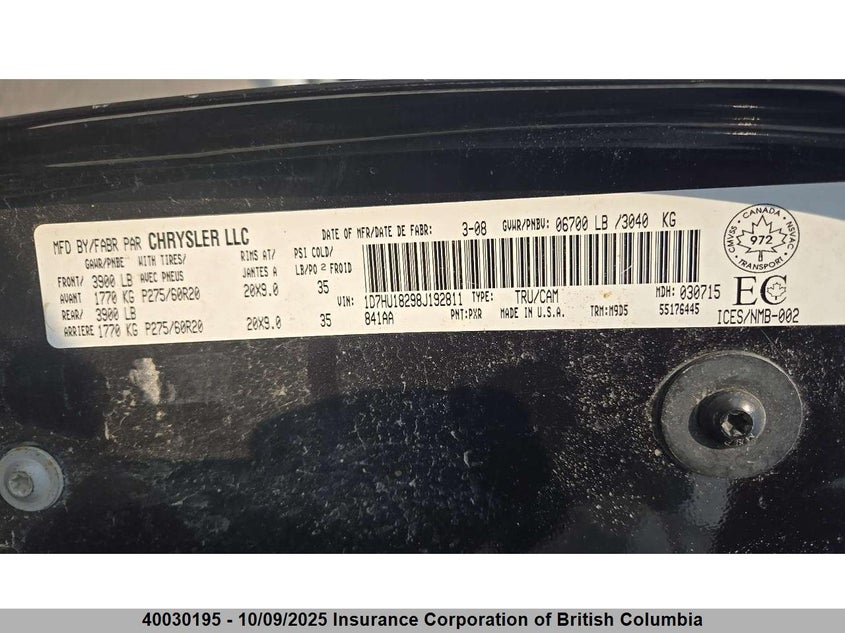 MFD BY/FABR PAR CHRYSLER LLC DATE OF MFR/DATE DE FABR: 3-08 GVWR/PNBV: 06700 LB /3040 KG
GAWR/PNBE WITH TIRES/ RIMS AT/ PSI COLD/
AVEC PNEUS JANTES A LB/PO 2 FROID
FRONT/ 3900 LB
AVANT 1770 KG P275/60R20 20X9.0 35
REAR/ 3900 LB
ARRIERE 1770 KG P275/60R20 20X9.0 35
VIN: 1D7HU18298J192811 TYPE: TRU/CAM MDH: 030715
841AA PNT:PXR MADE IN U.S.A. TRM:M9D5 55176445
CANADA
CMVSS NSVAC
972
TRANSPORT
EC
ICES/NMB-002
40030195 - 10/09/2025 Insurance Corporation of British Columbia